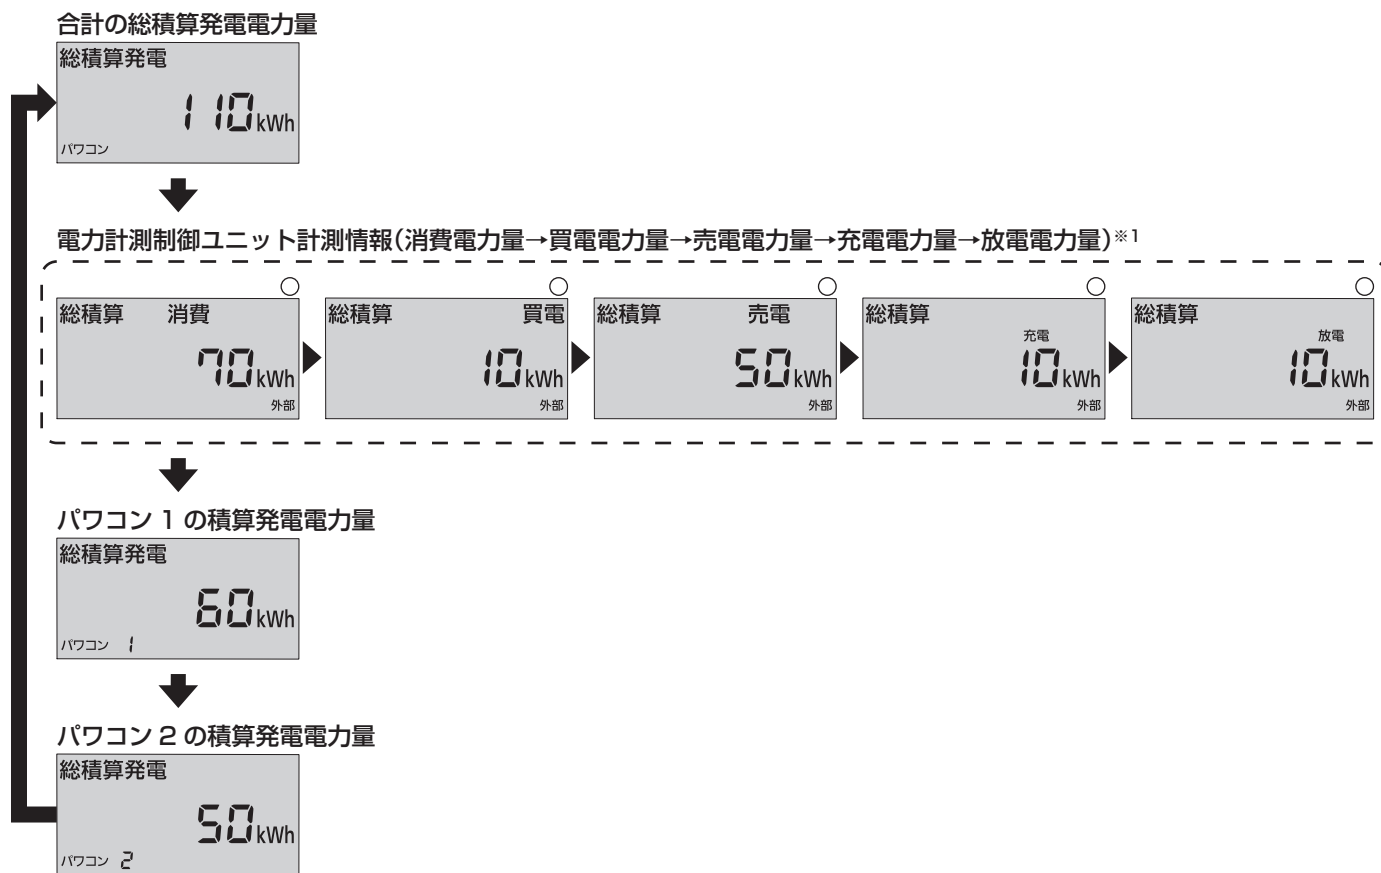 合計の総積算発電電力量
総積算発電
110kWh
パワコン
電力計測制御ユニット計測情報(消費電力量→買電電力量→売電電力量→充電電力量→放電電力量)※1
総積算 消費
70kWh
外部
総積算 買電
10kWh
外部
総積算 売電
50kWh
外部
総積算
充電
10kWh
外部
総積算
放電
10kWh
外部
パワコン 1 の積算発電電力量
総積算発電
60kWh
パワコン 1
パワコン 2 の積算発電電力量
総積算発電
50kWh
パワコン 2